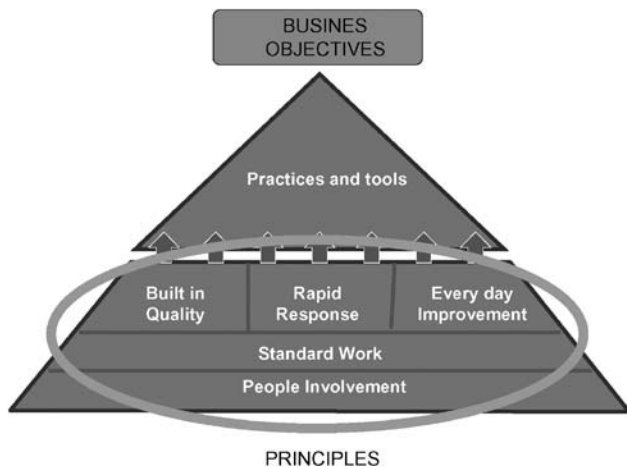 BUSINES
OBJECTIVES
Practices and tools
Built in
Quality
Rapid
Response
Every day
Improvement
Standard Work
People Involvement
PRINCIPLES